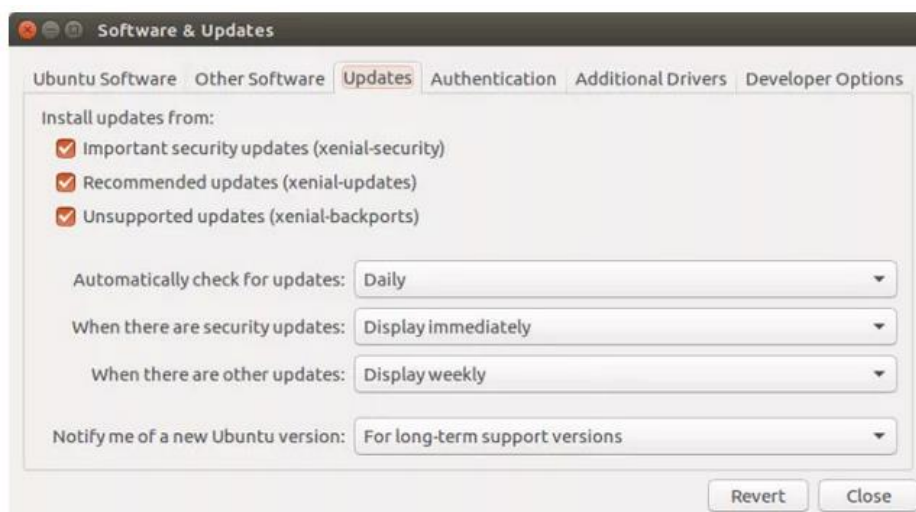 Software & Updates
Ubuntu Software Other Software Updates Authentication Additional Drivers Developer Options
Install updates from:
Important security updates (xenial-security)
Recommended updates (xenial-updates)
Unsupported updates (xenial-backports)
Automatically check for updates: Daily
When there are security updates: Display immediately
When there are other updates: Display weekly
Notify me of a new Ubuntu version: For long-term support versions
Revert Close